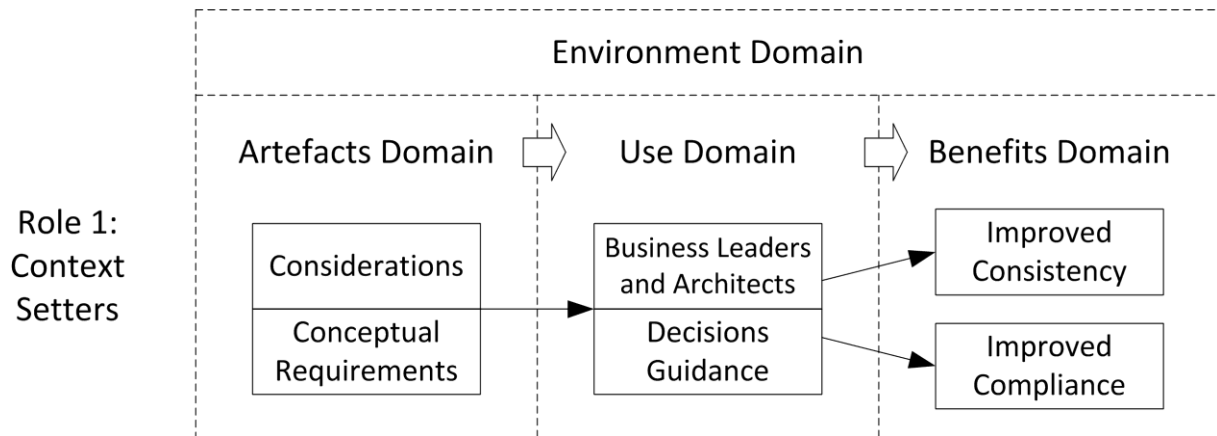 Environment Domain
Artefacts Domain
Use Domain
Benefits Domain
Role 1:
Context
Setters
Considerations
Conceptual
Requirements
Business Leaders
and Architects
Decisions
Guidance
Improved
Consistency
Improved
Compliance